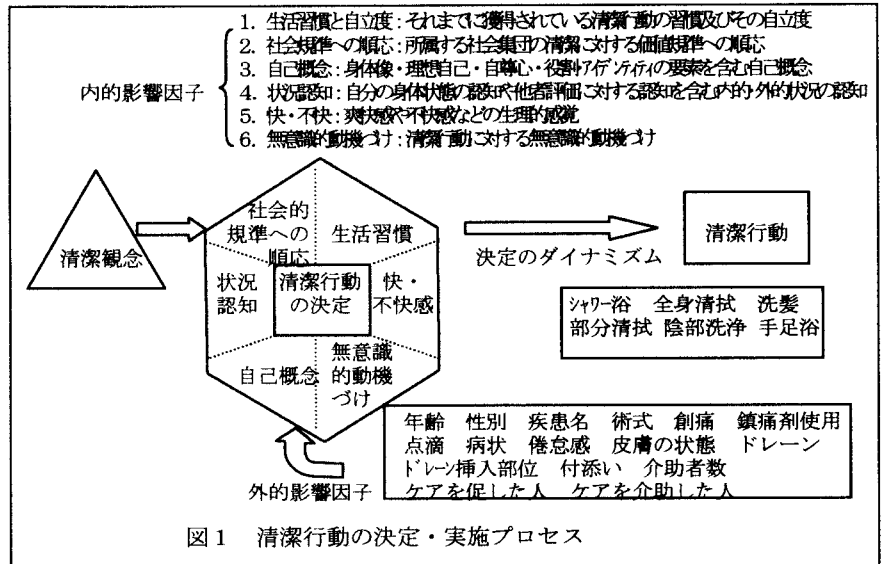 1. 生活習慣と自立度:それまでに獲得されている清潔行動の習慣及びその自立度
2. 社会規準への順応:所属する社会集団の清潔に対する価値規準への順応
3. 自己概念:身体像・理想自己・自尊心・役割・アイデンティティの要素を含む自己概念
内的影響因子
4. 状況認知:自分の身体状態の認知や他者評価に対する認知を含む内的・外的状況の認知
5. 快・不快:爽快感や不快感などの生理的感覚
6. 無意識的動機づけ:清潔行動に対する無意識的動機づけ
清潔観念
社会的
規準への
順応
生活習慣
状況
認知
清潔行動
の決定
快・
不快感
自己概念
無意識
的動機
づけ
決定のダイナミズム
清潔行動
シャワー浴 全身清拭 洗髪
部分清拭 陰部洗浄 手足浴
外的影響因子
年齢 性別 疾患名 術式 創痛 鎮痛剤使用
点滴 病状 倦怠感 皮膚の状態 ドレーン
ドレーン挿入部位 付添い 介助者数
ケアを促した人 ケアを介助した人
図1 清潔行動の決定・実施プロセス